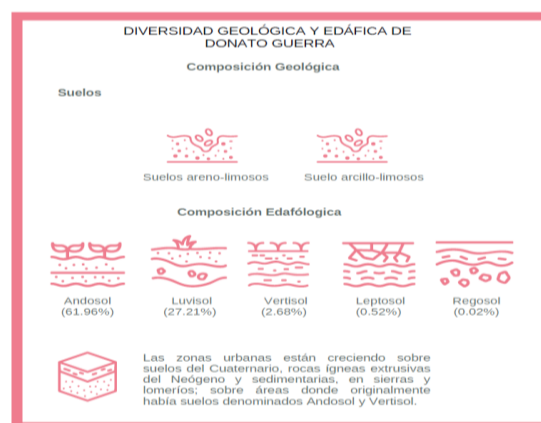 DIVERSIDAD GEOLÓGICA Y EDÁFICA DE
DONATO GUERRA
Composición Geológica
Suelos
Suelos areno-limosos
Suelo arcillo-limosos
Composición Edafólogica
Andosol
(61.96%)
Luvisol
(27.21%)
Vertisol
(2.68%)
Leptosol
(0.52%)
Regosol
(0.02%)
Las zonas urbanas están creciendo sobre
suelos del Cuaternario, rocas ígneas extrusivas
del Neógeno y sedimentarias, en sierras y
lomeríos; sobre áreas donde originalmente
había suelos denominados Andosol y Vertisol.